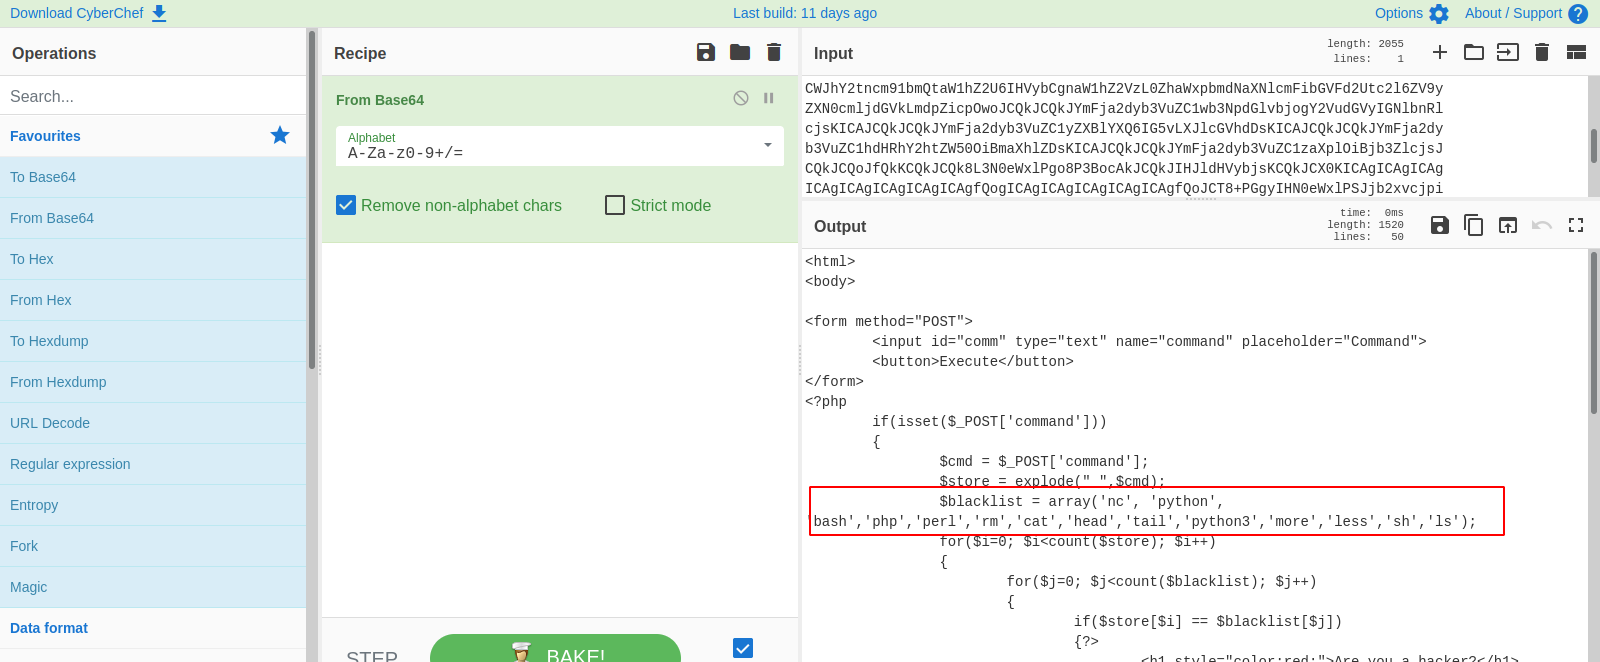 Download CyberChef
Last build: 11 days ago
Options
About / Support
Operations
Search...
Favourites
To Base64
From Base64
To Hex
From Hex
To Hexdump
From Hexdump
URL Decode
Regular expression
Entropy
Fork
Magic
Data format
Recipe
From Base64
Alphabet
A-Za-z0-9+/=
Remove non-alphabet chars
Strict mode
STEP
BAKE!
Input
length: 2055
lines: 1
CWJhY2tncm91bmQtaW1hZ2U6IHVybCgnaW1hZ2VzL0ZhaWxpbmdNaXNlcmFibGVFd2Utc2l6ZV9y
ZXN0cmljdGVkLmdpZicpOwoJCQkJCQkJYmFja2dyb3VuZC1wb3NpdGlvbjogY2VudGVyIGNlbnRl
cjsKICAJCQkJCQkJYmFja2dyb3VuZC1yZXBlYXQ6IG5vLXJlcGVhdDsKICAJCQkJCQkJYmFja2dy
b3VuZC1hdHRhY2htZW50OiBmaXhlZDsKICAJCQkJCQkJYmFja2dyb3VuZC1zaXplOiBjb3ZlcjsJ
CQkJCQoJfQkKCQkJCQk8L3N0eWxlPgo8P3BocAkJCQkJIHJldHVybjsKCQkJCX0KICAgICAgICAg
ICAgICAgICAgICAgICAgfQogICAgICAgICAgICAgICAgfQoJCT8+PGgyIHN0eWxlPSJjb2xvcjpi
Output
time: 0ms
length: 1520
lines: 50
<html>
<body>
<form method="POST">
<input id="comm" type="text" name="command" placeholder="Command">
<button>Execute</button>
</form>
<?php
if(isset($_POST['command']))
{
$cmd = $_POST['command'];
$store = explode(" ",$cmd);
$blacklist = array('nc', 'python',
'bash','php','perl','rm','cat','head','tail','python3','more','less','sh','ls');
for($i=0; $i<count($store); $i++)
{
for($j=0; $j<count($blacklist); $j++)
{
if($store[$i] == $blacklist[$j])
{?>
<h1 style="color:red;">Are you a hacker?</h1>